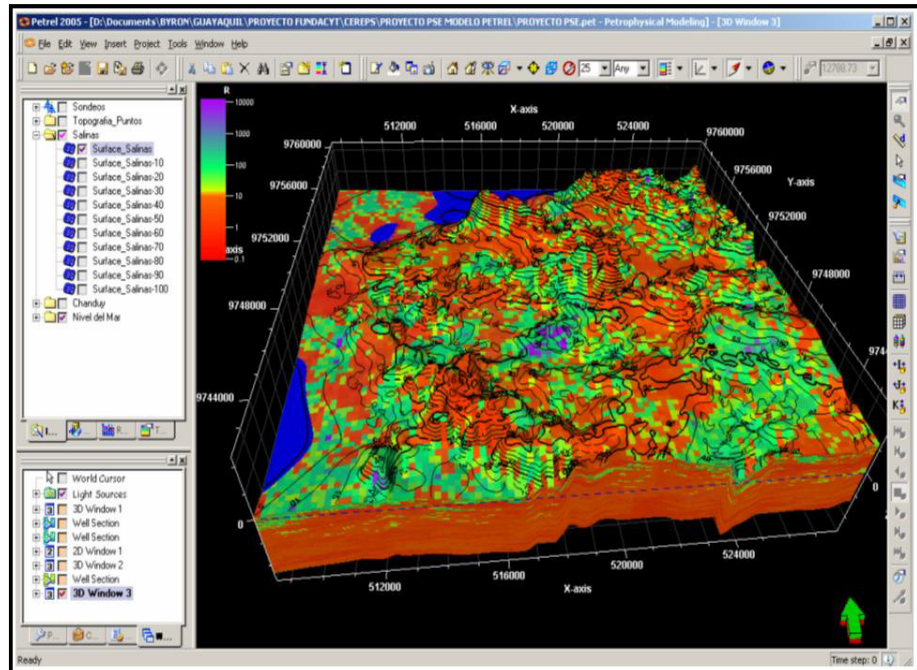 Petrel 2005 - [D:\Documents\BYRON\GUAYAQUIL\PROYECTO FUNDACYT\CEREPS\PROYECTO PSE MODELO PETREL\PROYECTO PSE.pet - Petrophysical Modeling] - [3D Window 3]
File Edit View Insert Project Tools Window Help
25 Any 12788.73
Sondeos
Topografia_Puntos
Salinas
Surface_Salinas
Surface_Salinas-10
Surface_Salinas-20
Surface_Salinas-30
Surface_Salinas-40
Surface_Salinas-50
Surface_Salinas-60
Surface_Salinas-70
Surface_Salinas-80
Surface_Salinas-90
Surface_Salinas-100
Chanduy
Nivel del Mar
I... R... T...
World Cursor
Light Sources
3D Window 1
Well Section
Well Section
2D Window 1
3D Window 2
Well Section
3D Window 3
P... C... W...
R
10000
1000
100
10
1
0.1
axis
X-axis
512000 516000 520000 524000
9760000
9756000
9752000
9748000
9744000
0
9760000
9756000
Y-axis
9752000
9748000
974
0
512000 516000 520000 524000
X-axis
Ready
Time step: 0